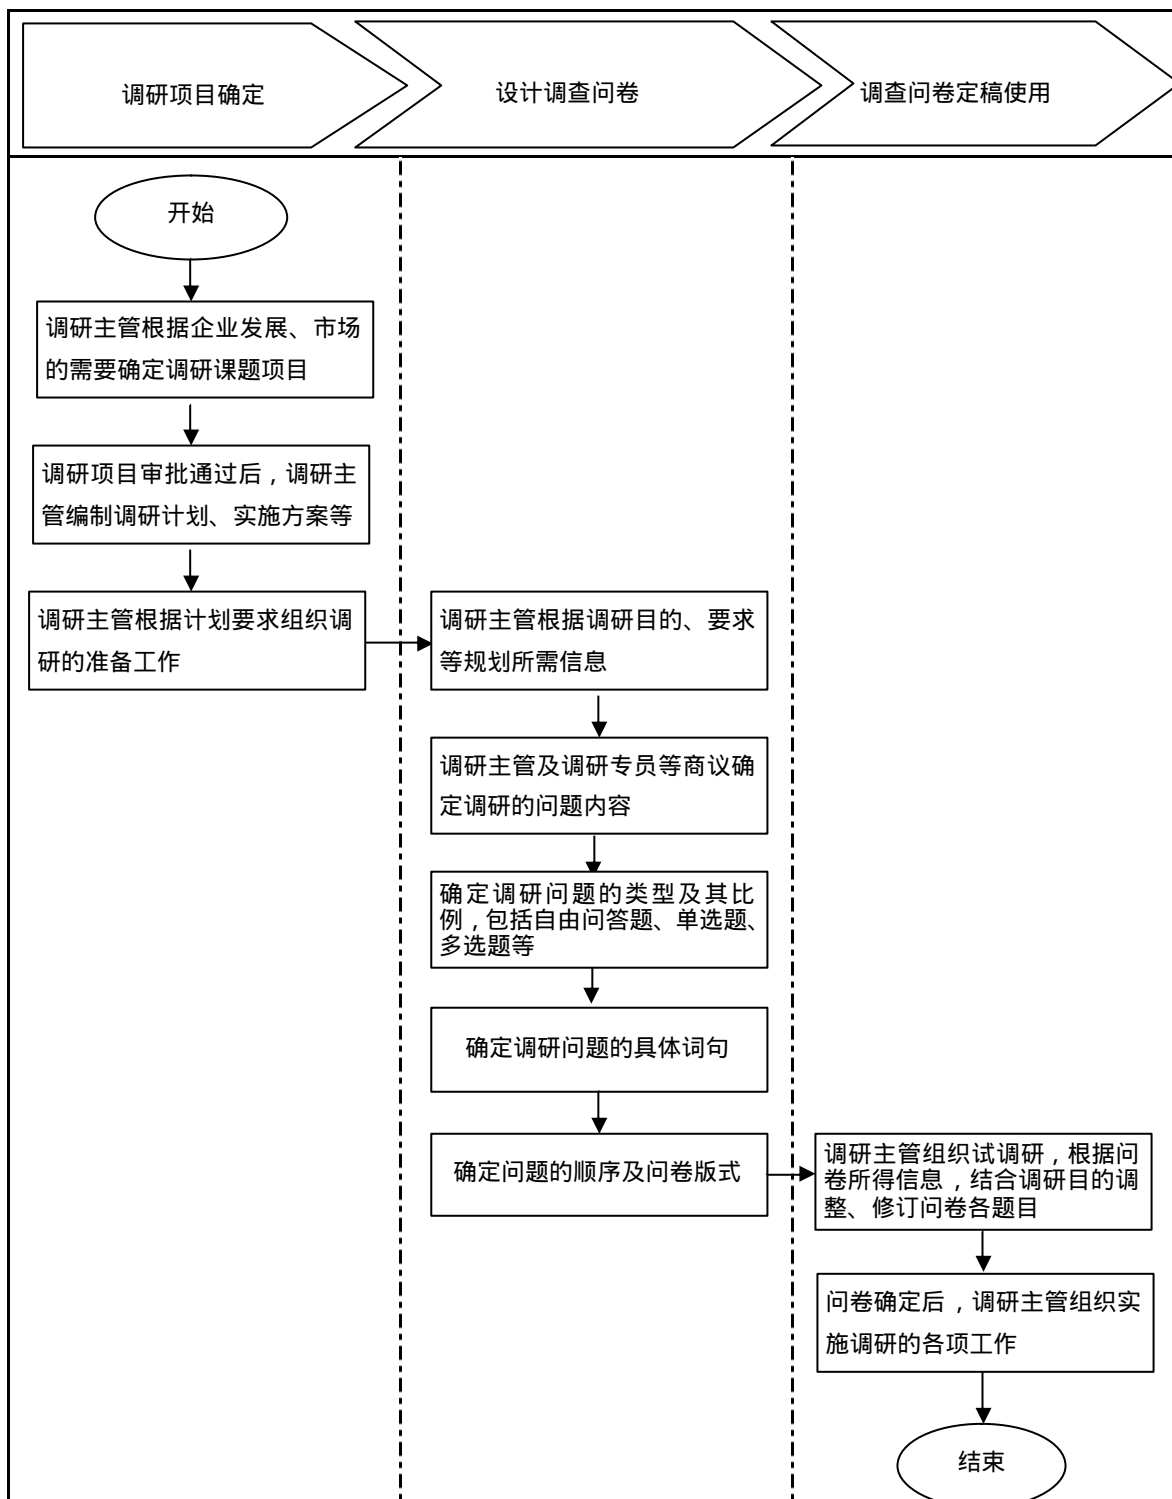 调研项目确定
设计调查问卷
调查问卷定稿使用
开始
调研主管根据企业发展、市场
的需要确定调研课题项目
调研项目审批通过后，调研主
管编制调研计划、实施方案等
调研主管根据计划要求组织调
研的准备工作
调研主管根据调研目的、要求
等规划所需信息
调研主管及调研专员等商议确
定调研的问题内容
确定调研问题的类型及其比
例，包括自由问答题、单选题、
多选题等
确定调研问题的具体词句
确定问题的顺序及问卷版式
调研主管组织试调研，根据问
卷所得信息，结合调研目的调
整、修订问卷各题目
问卷确定后，调研主管组织实
施调研的各项工作
结束